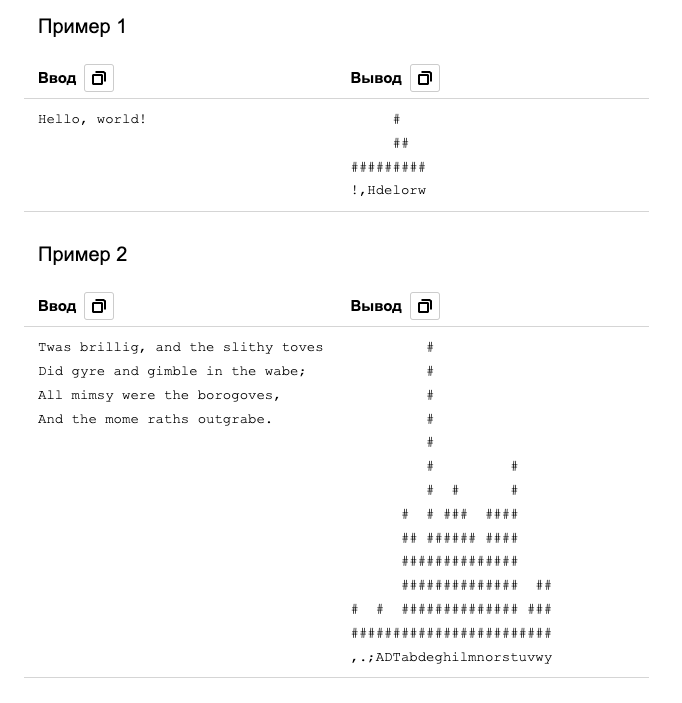 Пример 1
Ввод
Вывод
Hello, world!
     #
     ##
#########
!,Hdelorw
Пример 2
Ввод
Вывод
Twas brillig, and the slithy toves
Did gyre and gimble in the wabe;
All mimsy were the borogoves,
And the mome raths outgrabe.
         #
         #
         #
         #
         #
         #         #
         #  #      #
      #  # ###  ####
      ## ###### ####
      ##############
      ##############  ##
#  #  ############## ###
########################
,.;ADTabdeghilmnorstuvwy